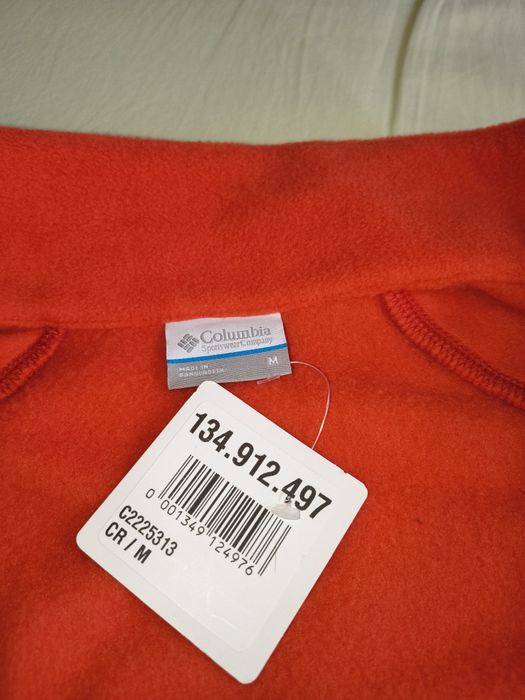 Columbia
Sportswear Company
MADE IN
BANGLADESH
M
134.912.497
0 001349 124976
C2225313
CR / M